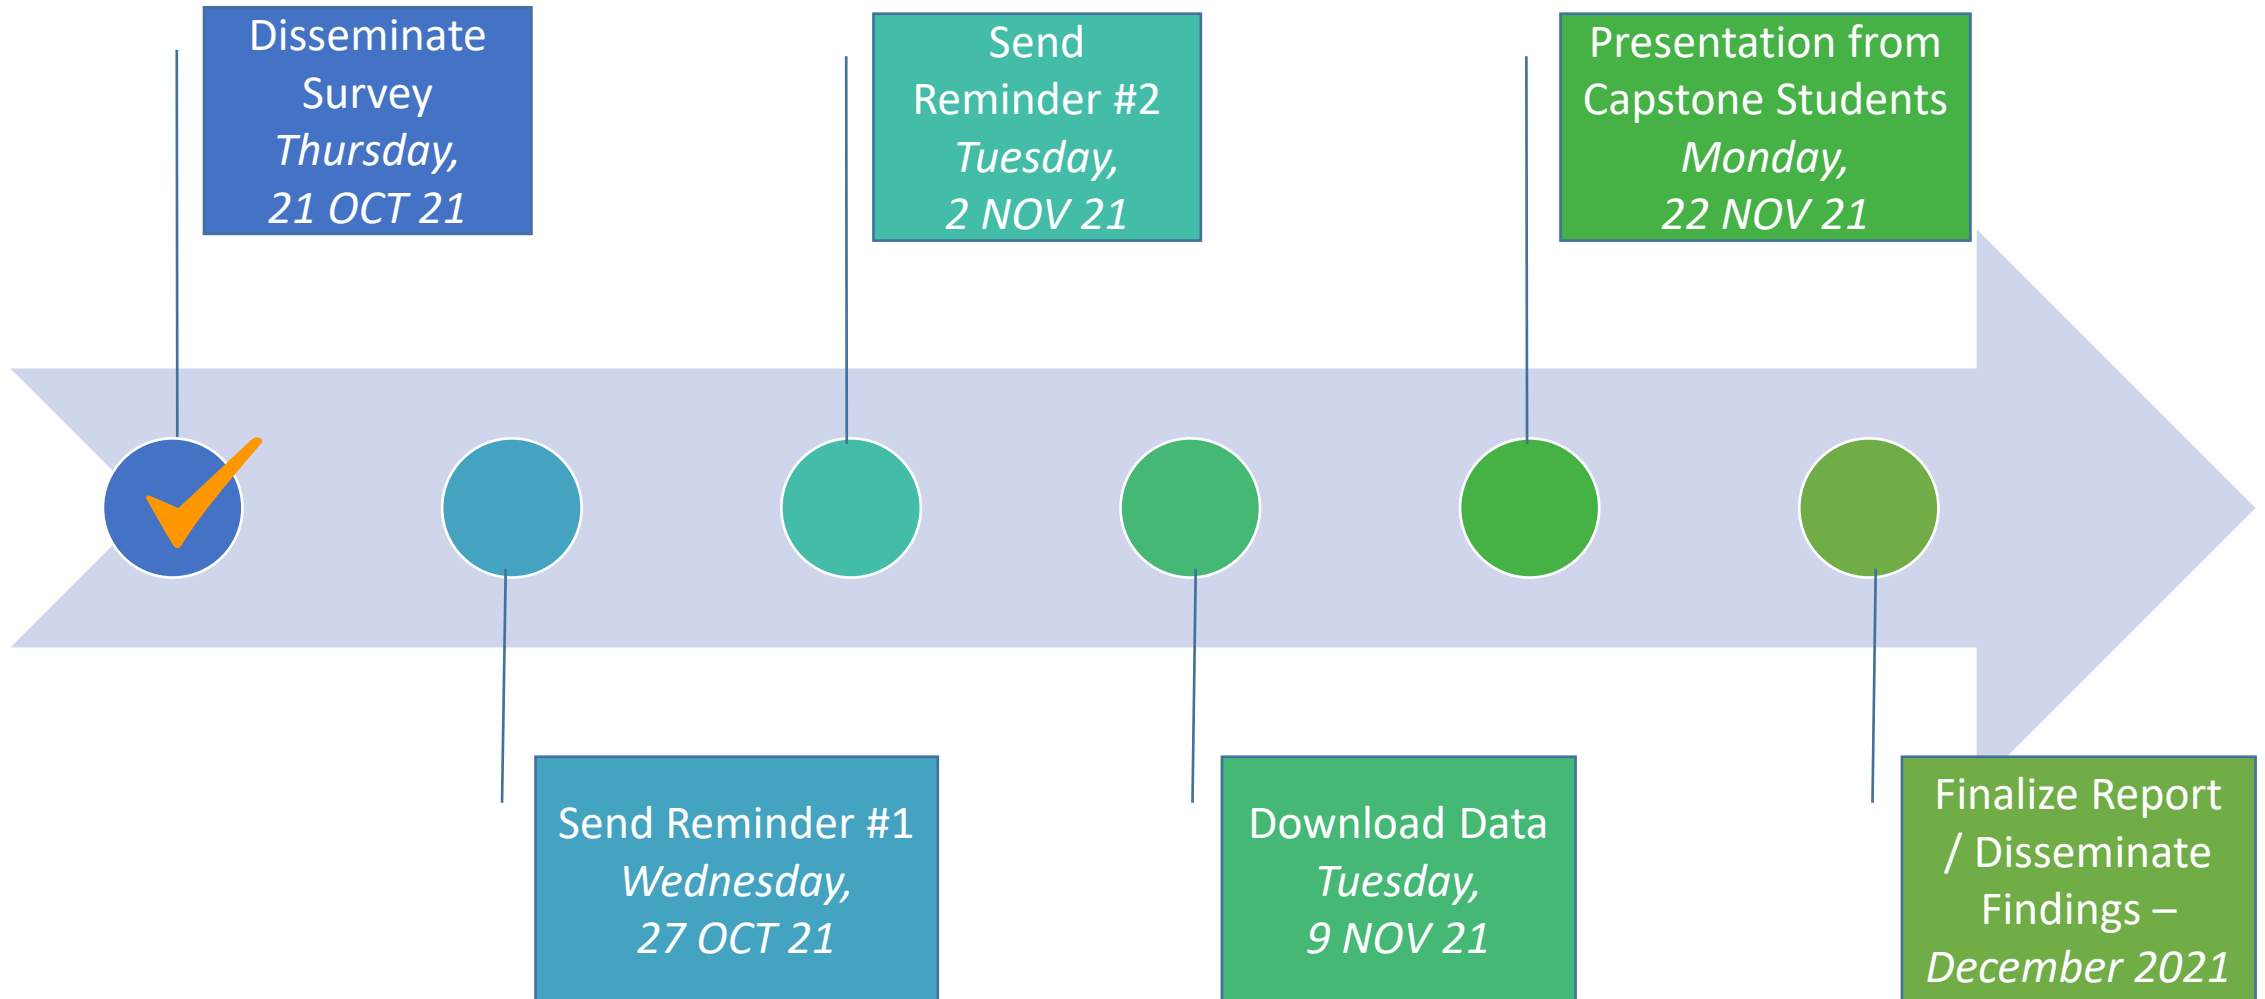 Disseminate
Survey
Thursday,
21 OCT 21
Send Reminder #1
Wednesday,
27 OCT 21
Send
Reminder #2
Tuesday,
2 NOV 21
Download Data
Tuesday,
9 NOV 21
Presentation from
Capstone Students
Monday,
22 NOV 21
Finalize Report
/ Disseminate
Findings –
December 2021